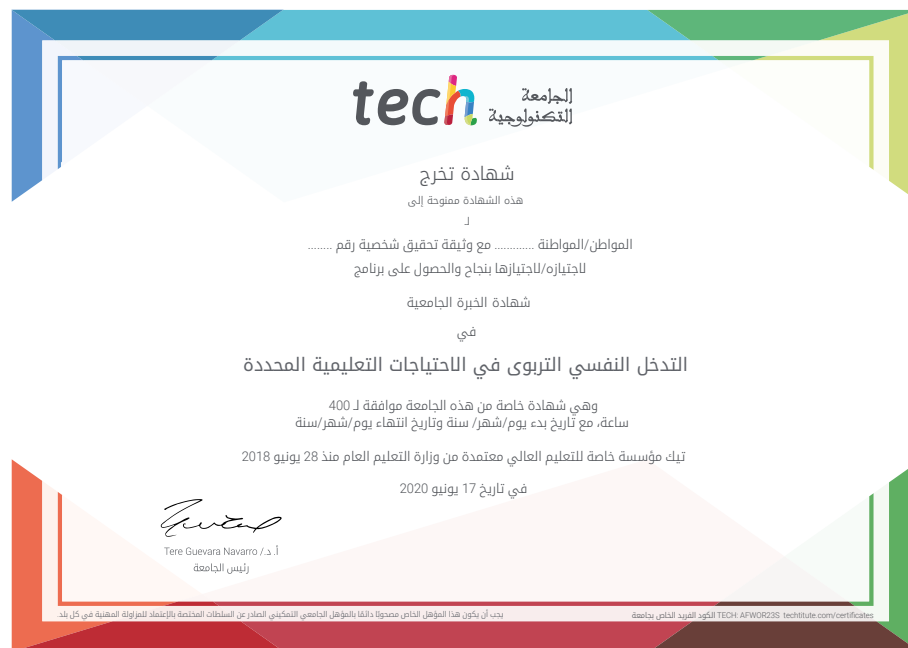 tech الجامعة
التكنولوجية
شهادة تخرج
هذه الشهادة ممنوحة إلى
لـ
المواطن/المواطنة ............ مع وثيقة تحقيق شخصية رقم ........
لاجتيازه/لاجتيازها بنجاح والحصول على برنامج
شهادة الخبرة الجامعية
في
التدخل النفسي التربوى في الاحتياجات التعليمية المحددة
وهي شهادة خاصة من هذه الجامعة موافقة لـ 400
ساعة، مع تاريخ بدء يوم/شهر/ سنة وتاريخ انتهاء يوم/شهر/سنة
تيك مؤسسة خاصة للتعليم العالي معتمدة من وزارة التعليم العام منذ 28 يونيو 2018
في تاريخ 17 يونيو 2020
أ. د./ Tere Guevara Navarro
رئيس الجامعة
الكود الفريد الخاص بجامعة TECH: AFWOR23S techtitute.com/certificates
يجب أن يكون هذا المؤهل الخاص مصحوبًا دائمًا بالمؤهل الجامعي التمكيني الصادر عن السلطات المختصة بالإعتماد للمزاولة المهنية في كل بلد